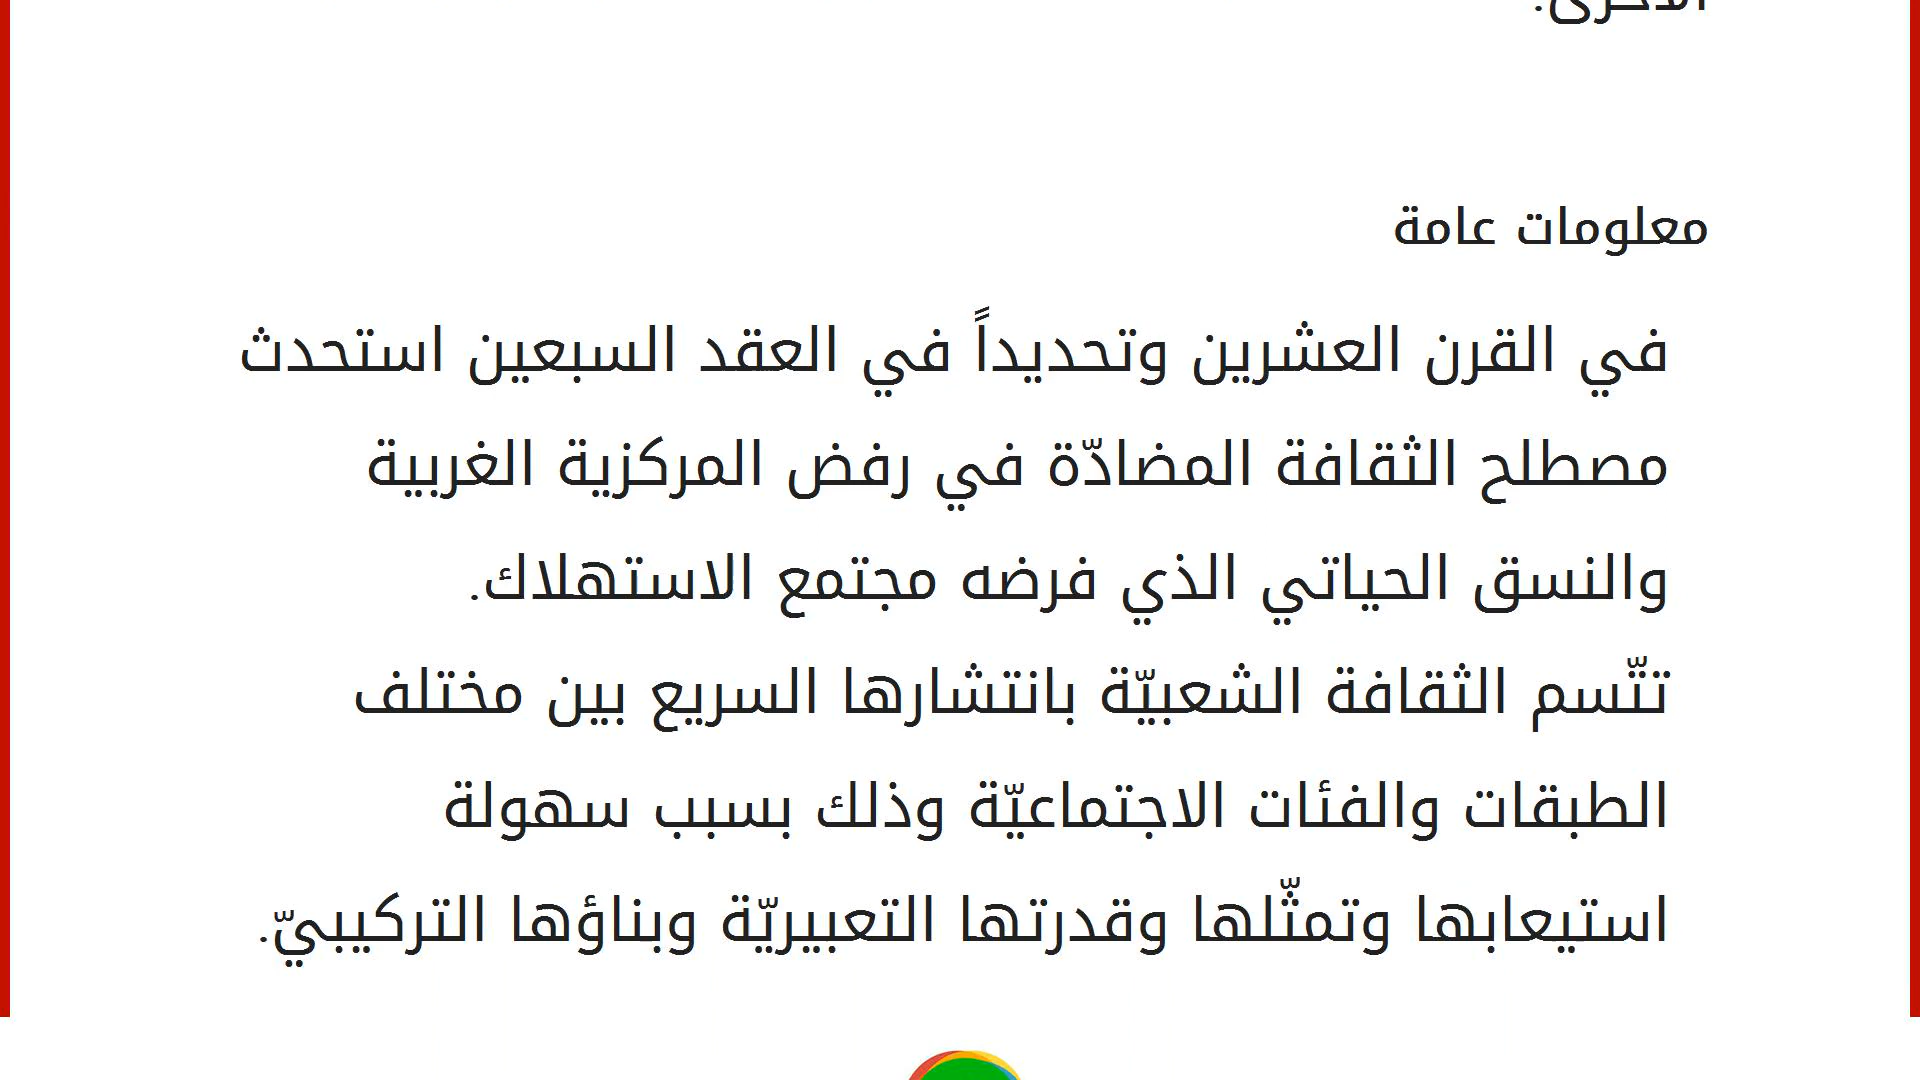 معلومات عامة
في القرن العشرين وتحديداً في العقد السبعين استحدث
مصطلح الثقافة المضادّة في رفض المركزية الغربية
والنسق الحياتي الذي فرضه مجتمع الاستهلاك.
تتّسم الثقافة الشعبيّة بانتشارها السريع بين مختلف
الطبقات والفئات الاجتماعيّة وذلك بسبب سهولة
استيعابها وتمثّلها وقدرتها التعبيريّة وبناؤها التركيبيّ.